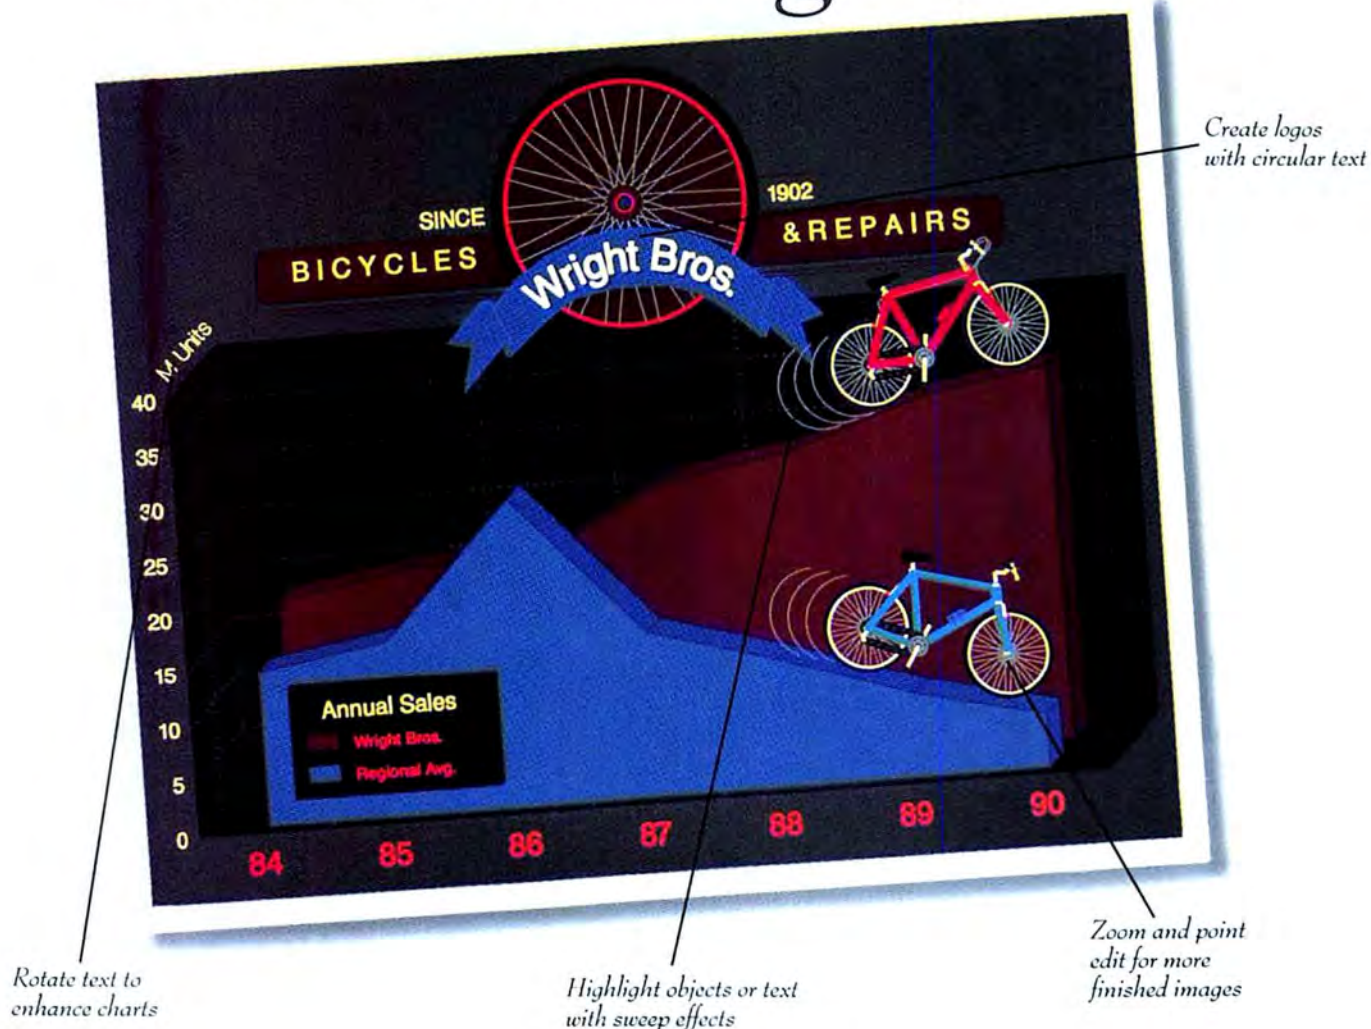 Create logos
with circular text
SINCE
1902
BICYCLES
&REPAIRS
Wright Bros.
M Units
40
35
30
25
20
15
10
5
0
Annual Sales
Wright Bros.
Regional Avg.
84
85
86
87
88
89
90
Rotate text to
enhance charts
Highlight objects or text
with sweep effects
Zoom and point
edit for more
finished images